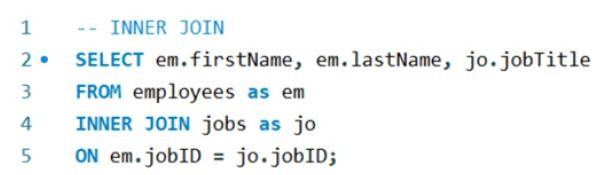 1 -- INNER JOIN
2 SELECT em.firstName, em.lastName, jo.jobTitle
3 FROM employees as em
4 INNER JOIN jobs as jo
5 ON em.jobID = jo.jobID;